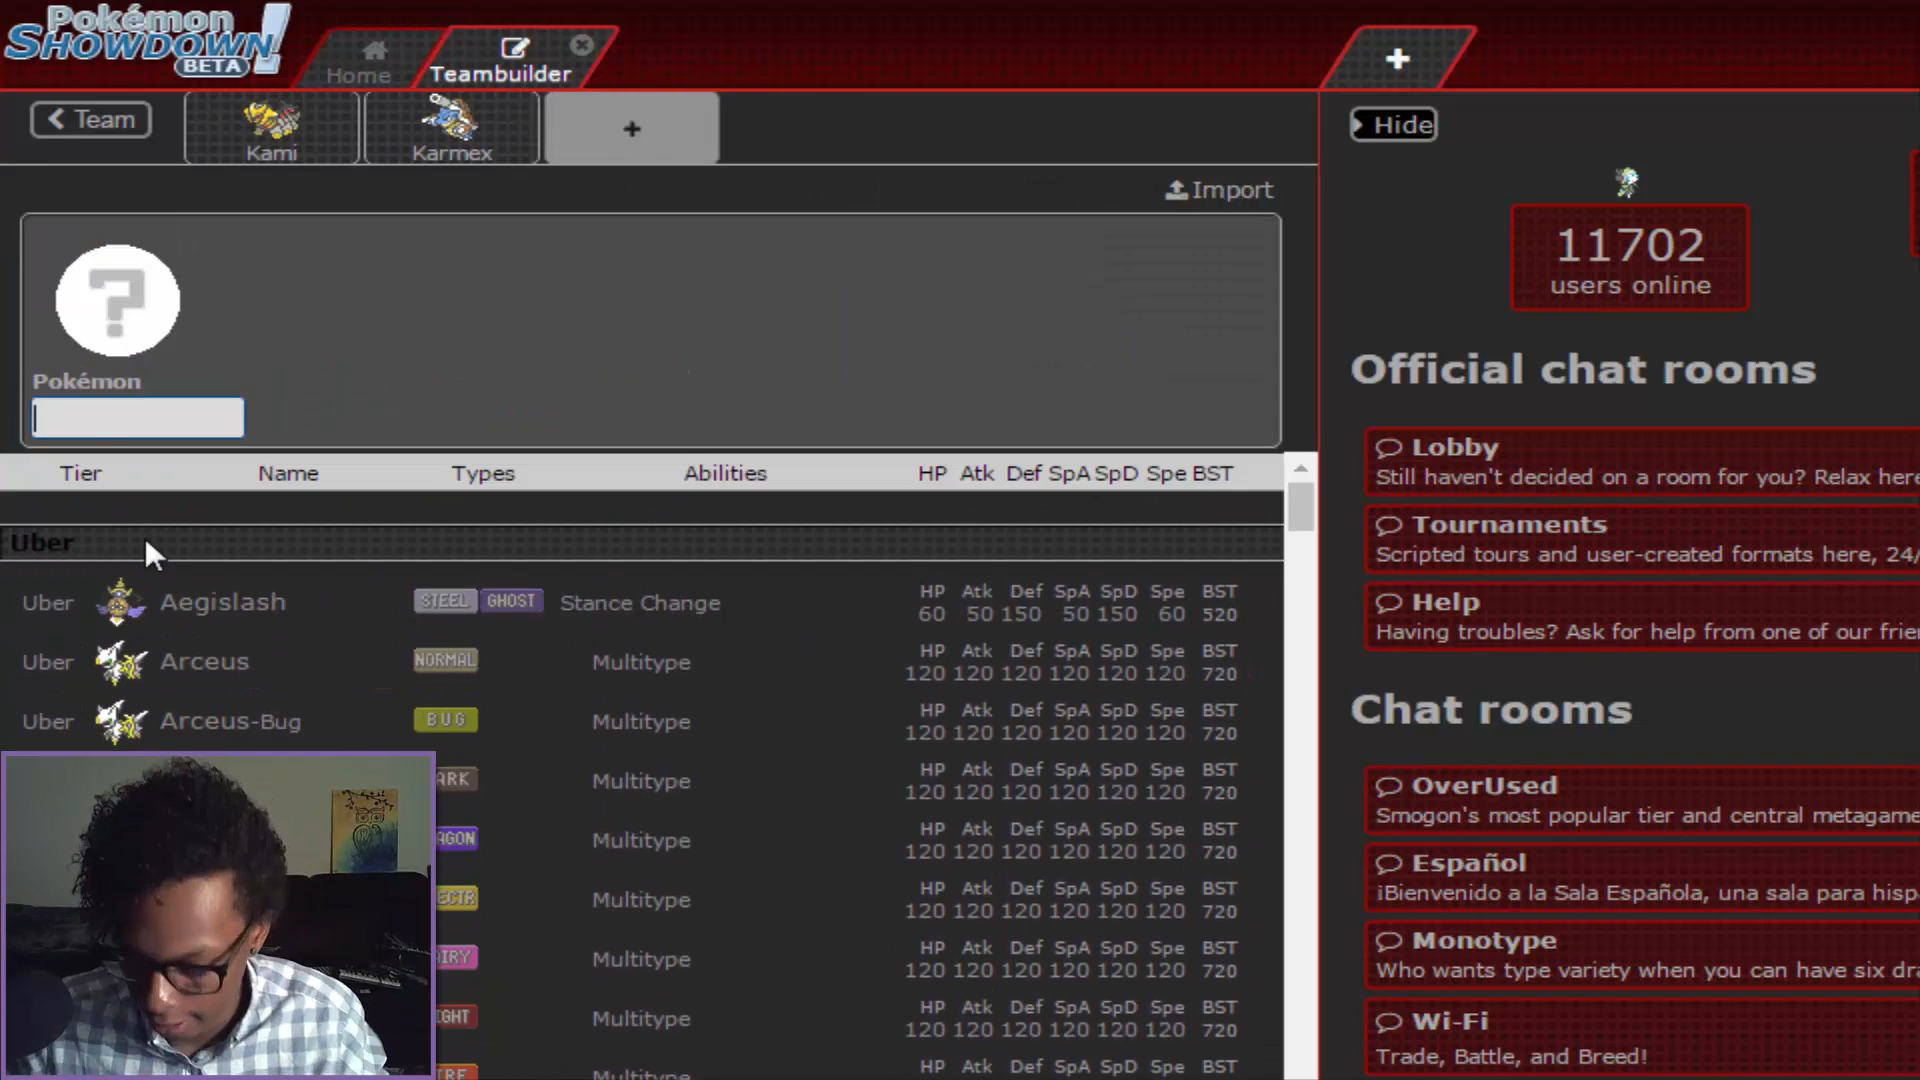 Pokémon
SHOWDOWN!
BETA
Home
Teambuilder
+
Team
Kami
Karmex
+
Hide
Import
?
Pokémon
11702
users online
Tier Name Types Abilities HP Atk Def SpA SpD Spe BST
Uber
Uber Aegislash STEEL GHOST Stance Change HP 60 Atk 50 Def 150 SpA 50 SpD 150 Spe 60 BST 520
Uber Arceus NORMAL Multitype HP 120 Atk 120 Def 120 SpA 120 SpD 120 Spe 120 BST 720
Uber Arceus-Bug BUG Multitype HP 120 Atk 120 Def 120 SpA 120 SpD 120 Spe 120 BST 720
ARK Multitype HP 120 Atk 120 Def 120 SpA 120 SpD 120 Spe 120 BST 720
AGON Multitype HP 120 Atk 120 Def 120 SpA 120 SpD 120 Spe 120 BST 720
ECTR Multitype HP 120 Atk 120 Def 120 SpA 120 SpD 120 Spe 120 BST 720
AIRY Multitype HP 120 Atk 120 Def 120 SpA 120 SpD 120 Spe 120 BST 720
IGHT Multitype HP 120 Atk 120 Def 120 SpA 120 SpD 120 Spe 120 BST 720
IRE Multitype HP Atk Def SpA SpD Spe BST
Official chat rooms
Lobby
Still haven't decided on a room for you? Relax here
Tournaments
Scripted tours and user-created formats here, 24/
Help
Having troubles? Ask for help from one of our frie
Chat rooms
OverUsed
Smogon's most popular tier and central metagame
Español
¡Bienvenido a la Sala Española, una sala para hisp
Monotype
Who wants type variety when you can have six dra
Wi-Fi
Trade, Battle, and Breed!